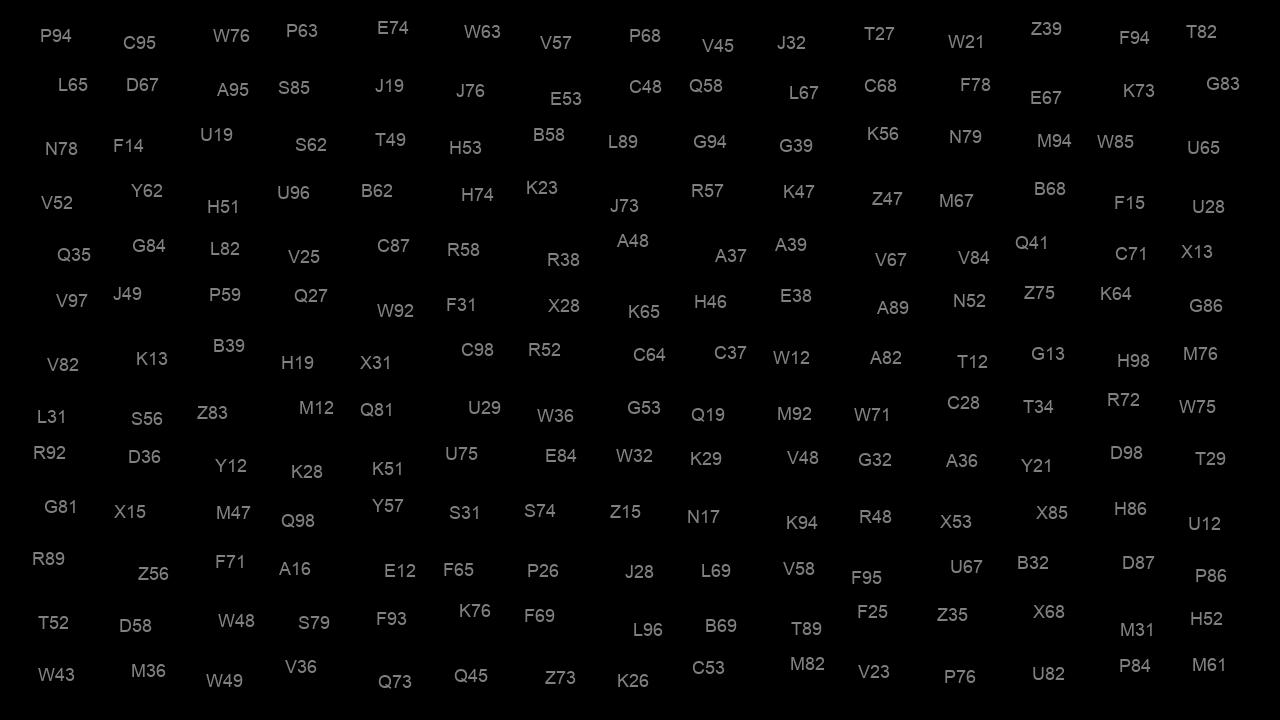 P94 C95 W76 P63 E74 W63 V57 P68 V45 J32 T27 W21 Z39 F94 T82
L65 D67 A95 S85 J19 J76 E53 C48 Q58 L67 C68 F78 E67 K73 G83
N78 F14 U19 S62 T49 H53 B58 L89 G94 G39 K56 N79 M94 W85 U65
V52 Y62 H51 U96 B62 H74 K23 J73 R57 K47 Z47 M67 B68 F15 U28
Q35 G84 L82 V25 C87 R58 R38 A48 A37 A39 V67 V84 Q41 C71 X13
V97 J49 P59 Q27 W92 F31 X28 K65 H46 E38 A89 N52 Z75 K64 G86
V82 K13 B39 H19 X31 C98 R52 C64 C37 W12 A82 T12 G13 H98 M76
L31 S56 Z83 M12 Q81 U29 W36 G53 Q19 M92 W71 C28 T34 R72 W75
R92 D36 Y12 K28 K51 U75 E84 W32 K29 V48 G32 A36 Y21 D98 T29
G81 X15 M47 Q98 Y57 S31 S74 Z15 N17 K94 R48 X53 X85 H86 U12
R89 Z56 F71 A16 E12 F65 P26 J28 L69 V58 F95 U67 B32 D87 P86
T52 D58 W48 S79 F93 K76 F69 L96 B69 T89 F25 Z35 X68 M31 H52
W43 M36 W49 V36 Q73 Q45 Z73 K26 C53 M82 V23 P76 U82 P84 M61